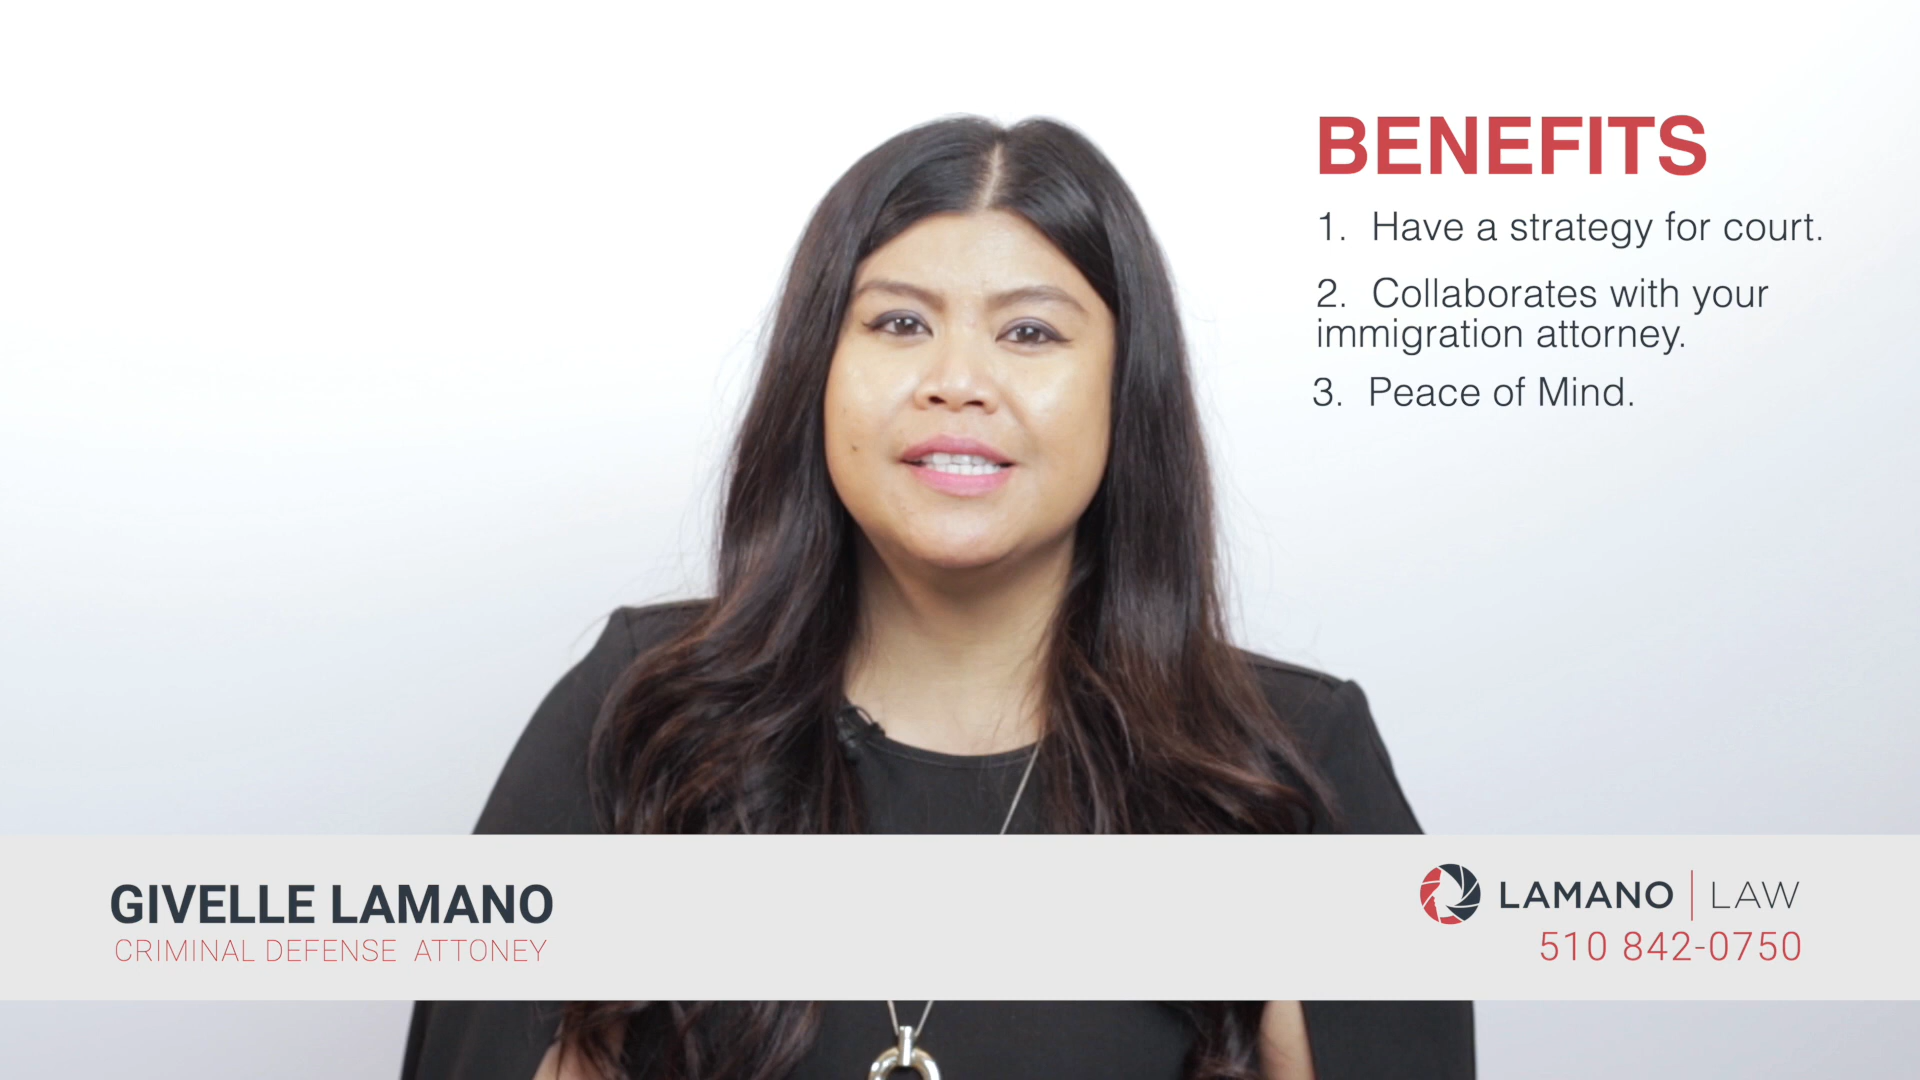 BENEFITS
1. Have a strategy for court.
2. Collaborates with your
immigration attorney.
3. Peace of Mind.
GIVELLE LAMANO
CRIMINAL DEFENSE ATTONEY
LAMANO | LAW
510 842-0750